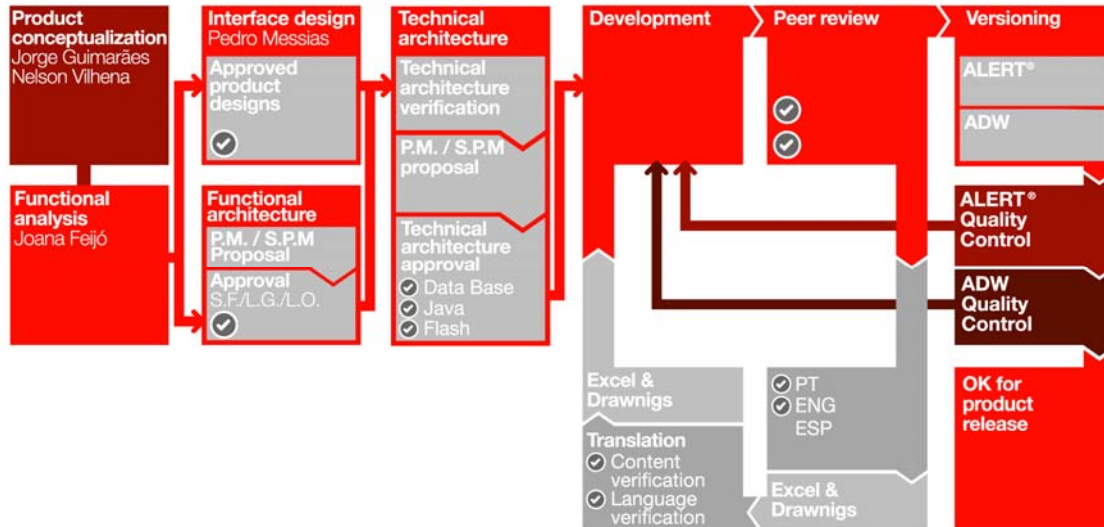 Product
conceptualization
Jorge Guimarães
Nelson Vilhena
Functional
analysis
Joana Feijó
Interface design
Pedro Messias
Approved
product
designs
Functional
architecture
P.M. / S.P.M
Proposal
Approval
S.F./L.G./L.O.
Technical
architecture
Technical
architecture
verification
P.M. / S.P.M
proposal
Technical
architecture
approval
Data Base
Java
Flash
Development
Excel &
Drawnigs
Translation
Content
verification
Language
verification
Peer review
PT
ENG
ESP
Excel &
Drawnigs
Versioning
ALERT®
ADW
ALERT®
Quality
Control
ADW
Quality
Control
OK for
product
release